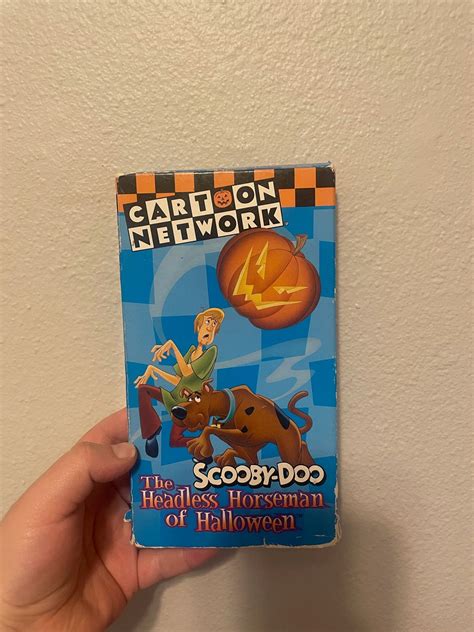 CARTOON
NETWORK
SCOOBY-DOO
The
Headless Horseman
of Halloween